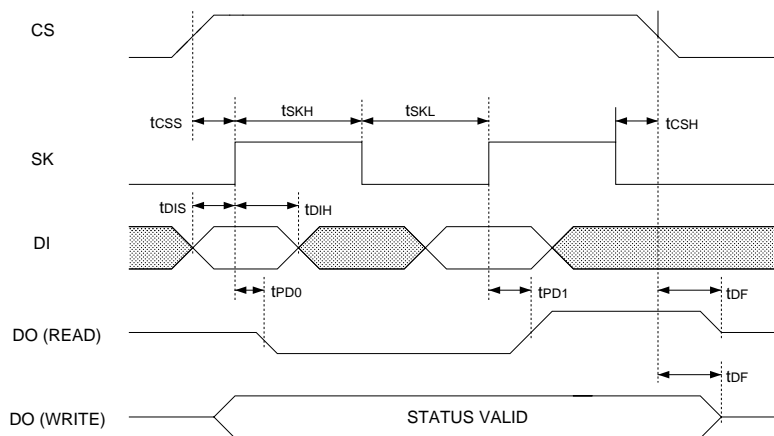 CS
tCSS tSKH tSKL tCSH
SK
tDIS tDIH
DI
tPD0 tPD1 tDF
DO (READ)
tDF
DO (WRITE) STATUS VALID